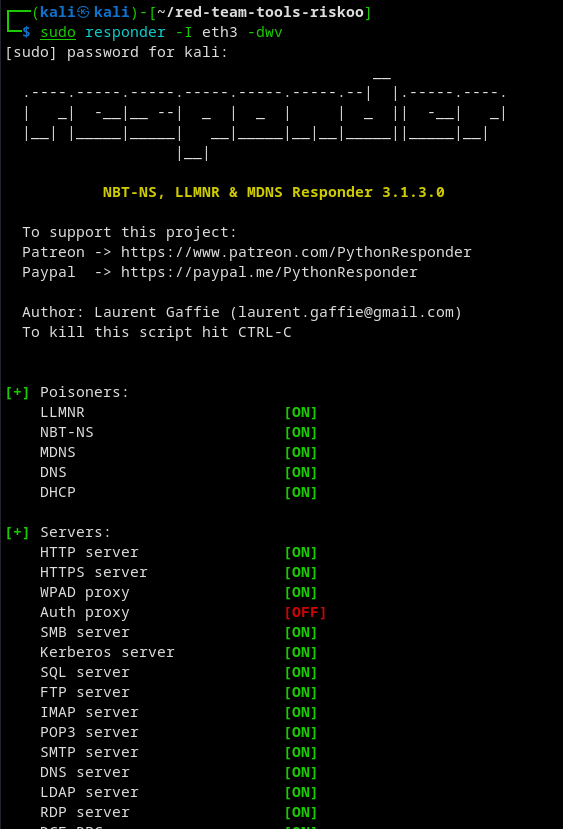 (kali㉿kali)-[~/red-team-tools-riskoo]
$ sudo responder -I eth3 -dwv
[sudo] password for kali:
                                         __
  .----.-----.-----.-----.-----.-----.--|  |.-----.----.
  |   _|  -__|__ --|  _  |  _  |     |  _  ||  -__|   _|
  |__| |_____|_____|   __|_____|__|__|_____||_____|__|
                   |__|
NBT-NS, LLMNR & MDNS Responder 3.1.3.0
To support this project:
Patreon -> https://www.patreon.com/PythonResponder
Paypal  -> https://paypal.me/PythonResponder
Author: Laurent Gaffie (laurent.gaffie@gmail.com)
To kill this script hit CTRL-C
[+] Poisoners:
LLMNR [ON]
NBT-NS [ON]
MDNS [ON]
DNS [ON]
DHCP [ON]
[+] Servers:
HTTP server [ON]
HTTPS server [ON]
WPAD proxy [ON]
Auth proxy [OFF]
SMB server [ON]
Kerberos server [ON]
SQL server [ON]
FTP server [ON]
IMAP server [ON]
POP3 server [ON]
SMTP server [ON]
DNS server [ON]
LDAP server [ON]
RDP server [ON]